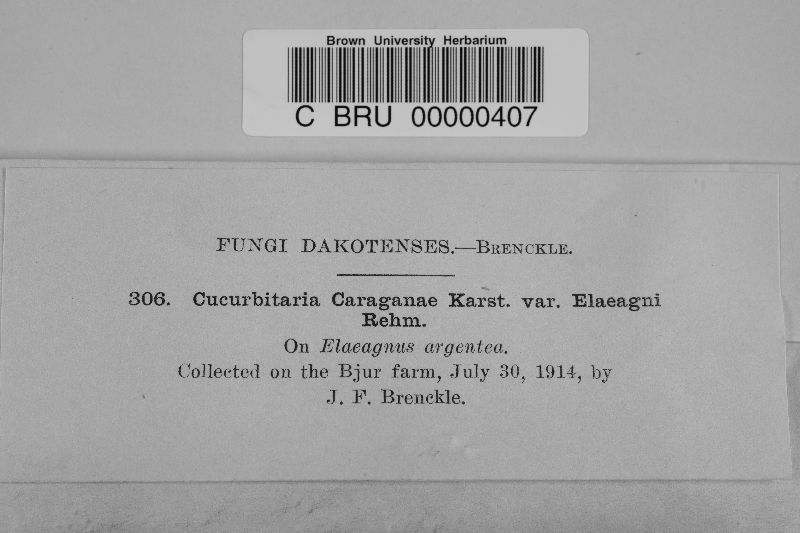 Brown University Herbarium
C BRU 00000407
FUNGI DAKOTENSES.—BRENCKLE.
306. Cucurbitaria Caraganae Karst. var. Elaeagni
Rehm.
On Elaeagnus argentea.
Collected on the Bjur farm, July 30, 1914, by
J. F. Brenckle.